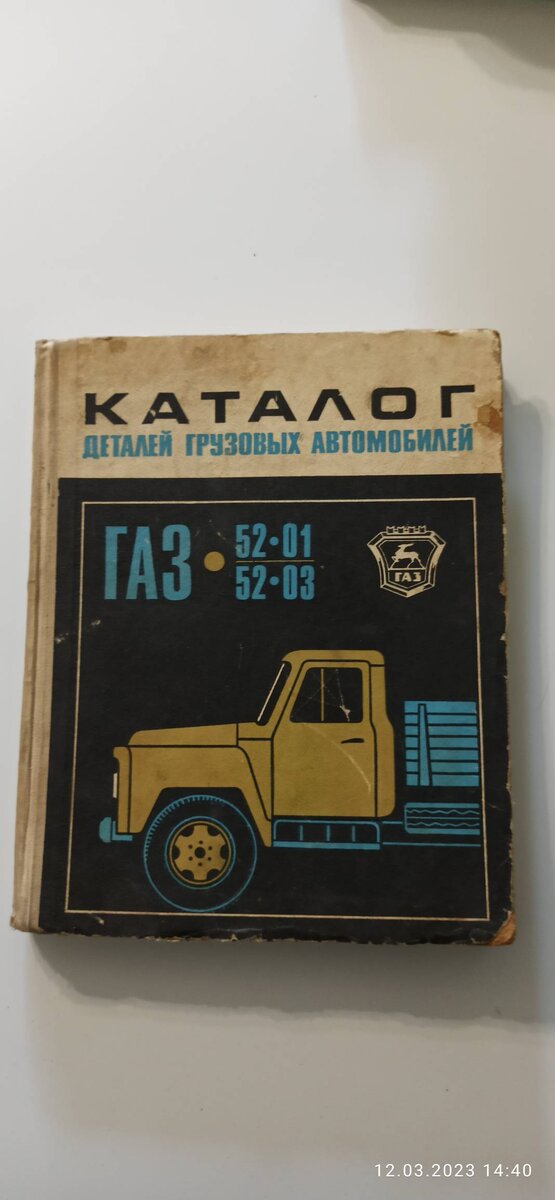 КАТАЛОГ
ДЕТАЛЕЙ ГРУЗОВЫХ АВТОМОБИЛЕЙ
ГАЗ • 52•01
52•03
ГАЗ
12.03.2023 14:40